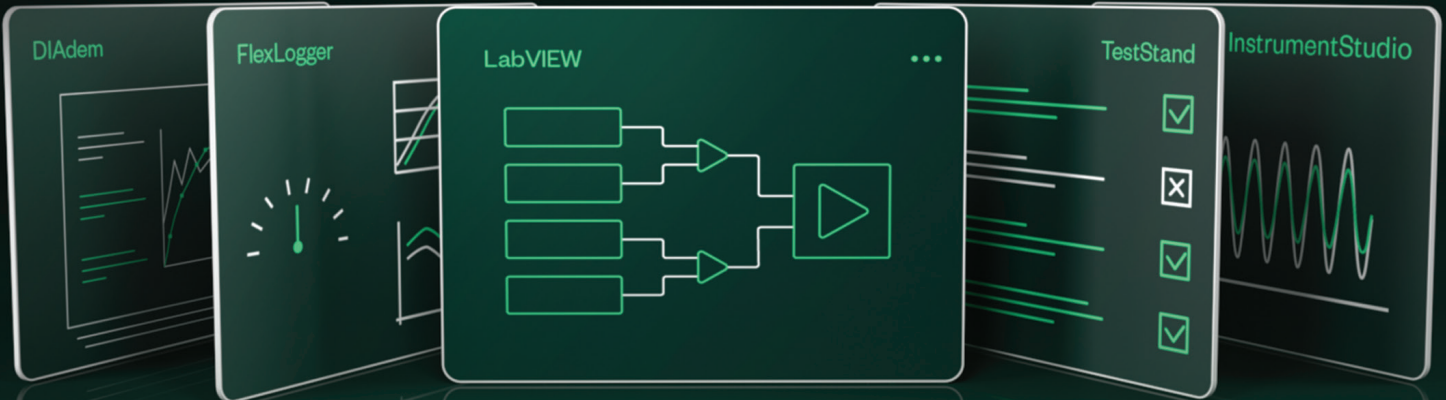 DIAdem
FlexLogger
LabVIEW
TestStand
InstrumentStudio